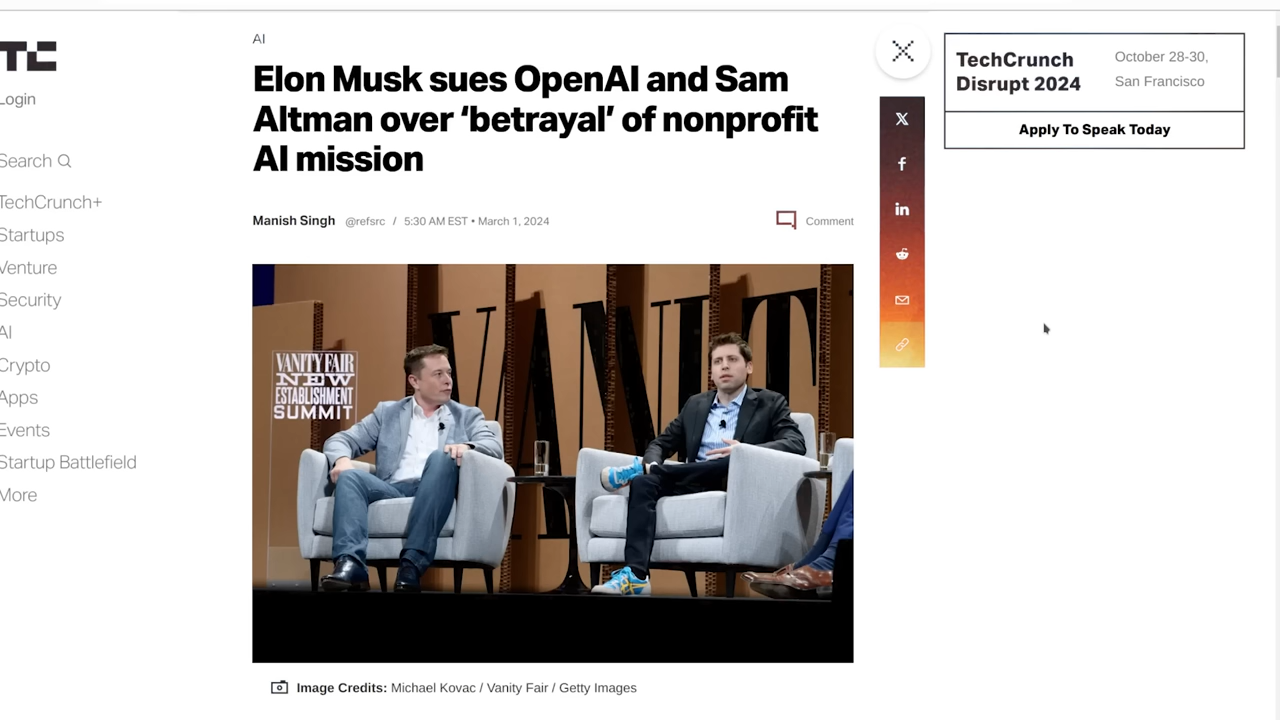 TC
Login
Search
TechCrunch+
Startups
Venture
Security
AI
Crypto
Apps
Events
Startup Battlefield
More
AI
Elon Musk sues OpenAI and Sam
Altman over ‘betrayal’ of nonprofit
AI mission
Manish Singh @refsrc / 5:30 AM EST • March 1, 2024
Comment
VANIT
VANITY FAIR
NEW
ESTABLISHMENT
SUMMIT
Image Credits: Michael Kovac / Vanity Fair / Getty Images
TechCrunch
Disrupt 2024
October 28-30,
San Francisco
Apply To Speak Today